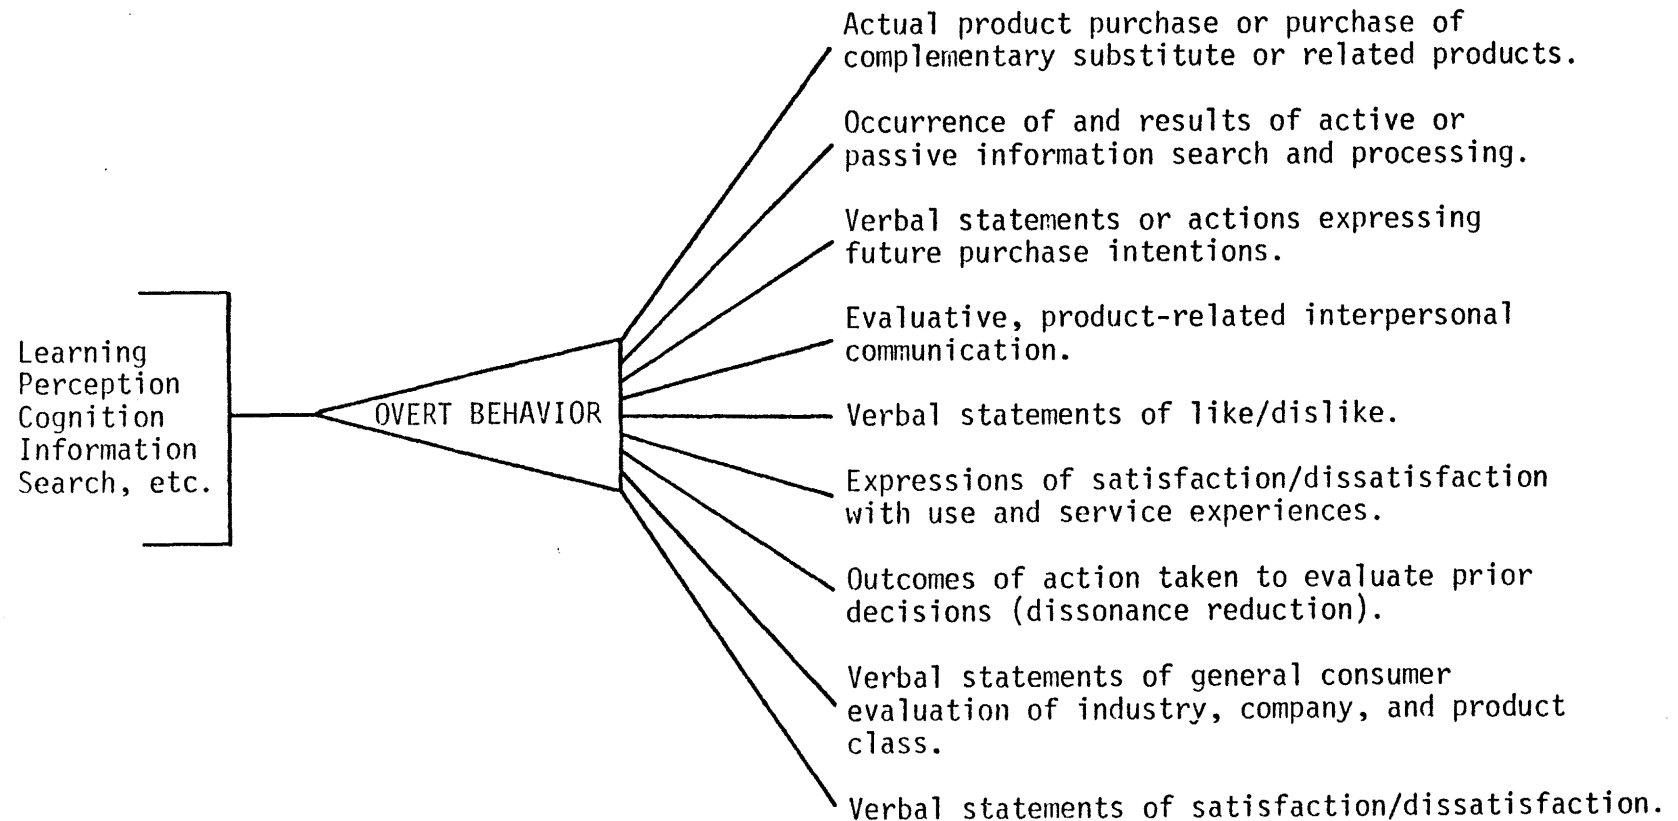 Actual product purchase or purchase of
complementary substitute or related products.
Occurrence of and results of active or
passive information search and processing.
Verbal statements or actions expressing
future purchase intentions.
Evaluative, product-related interpersonal
communication.
Learning
Perception
Cognition
Information
Search, etc.
OVERT BEHAVIOR
Verbal statements of like/dislike.
Expressions of satisfaction/dissatisfaction
with use and service experiences.
Outcomes of action taken to evaluate prior
decisions (dissonance reduction).
Verbal statements of general consumer
evaluation of industry, company, and product
class.
Verbal statements of satisfaction/dissatisfaction.